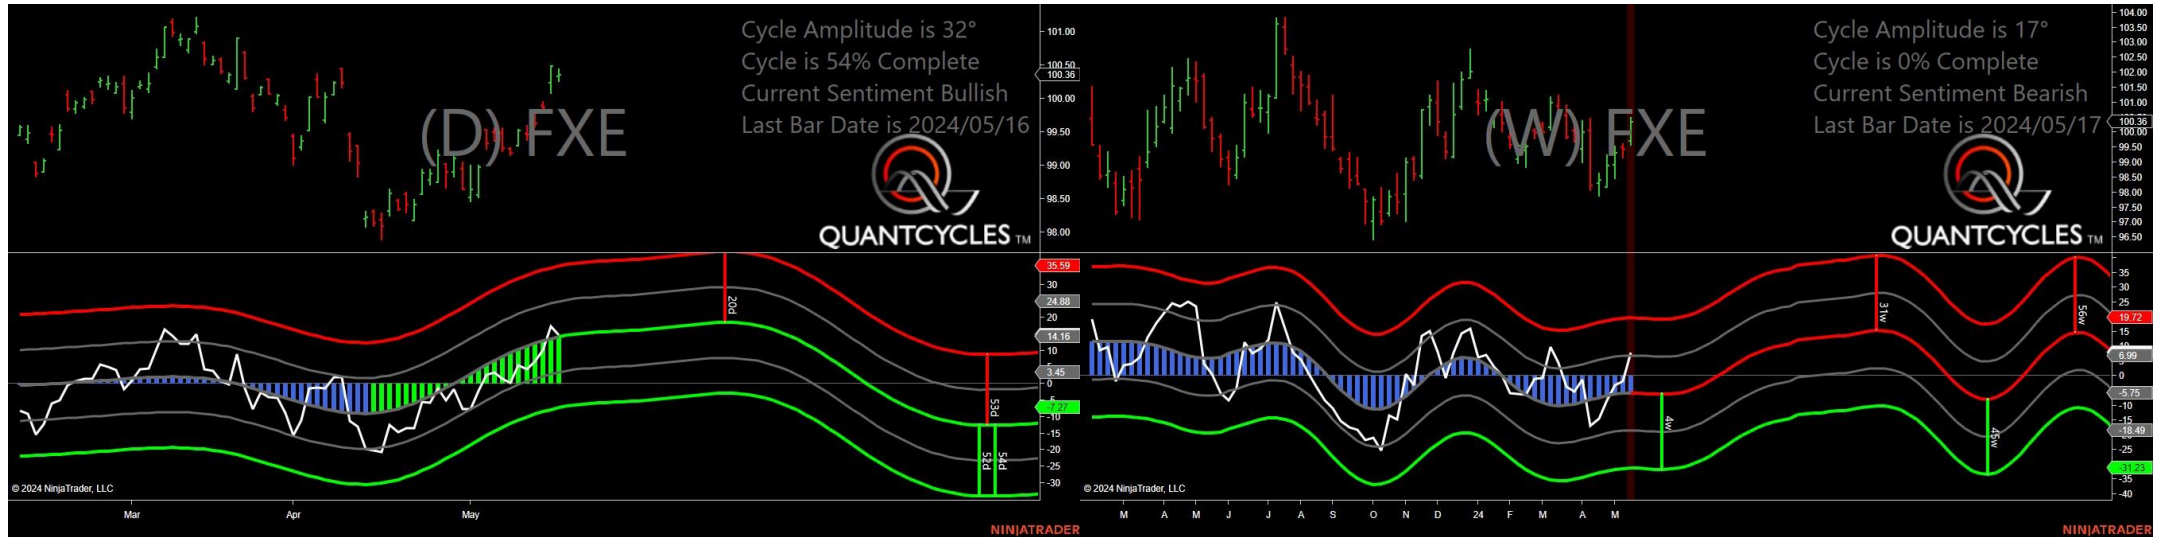 Cycle Amplitude is 32°
Cycle is 54% Complete
Current Sentiment Bullish
Last Bar Date is 2024/05/16
(D) FXE
QUANTCYCLES TM
101.00
100.50
100.36
100.00
99.50
99.00
98.50
98.00
35.59
30
24.88
20
14.16
10
3.45
0
-5
-7.27
-10
-15
-20
-25
-30
20d
53d
52d
54d
© 2024 NinjaTrader, LLC
Mar Apr May
NINJATRADER
Cycle Amplitude is 17°
Cycle is 0% Complete
Current Sentiment Bearish
Last Bar Date is 2024/05/17
(W) FXE
QUANTCYCLES TM
104.00
103.50
103.00
102.50
102.00
101.50
101.00
100.36
100.00
99.50
99.00
98.50
98.00
97.50
97.00
96.50
35
30
25
19.72
15
6.99
0
-5.75
-10
-15
-18.49
-25
-31.23
-35
-40
31w
56w
4w
45w
© 2024 NinjaTrader, LLC
M A M J J A S O N D 24 F M A M
NINJATRADER